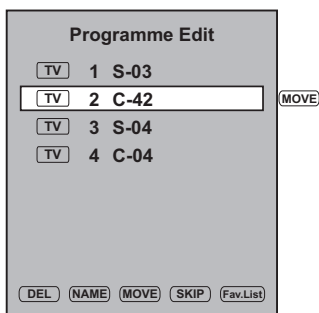 Programme Edit
TV 1 S-03
TV 2 C-42 MOVE
TV 3 S-04
TV 4 C-04
DEL NAME MOVE SKIP Fav.List